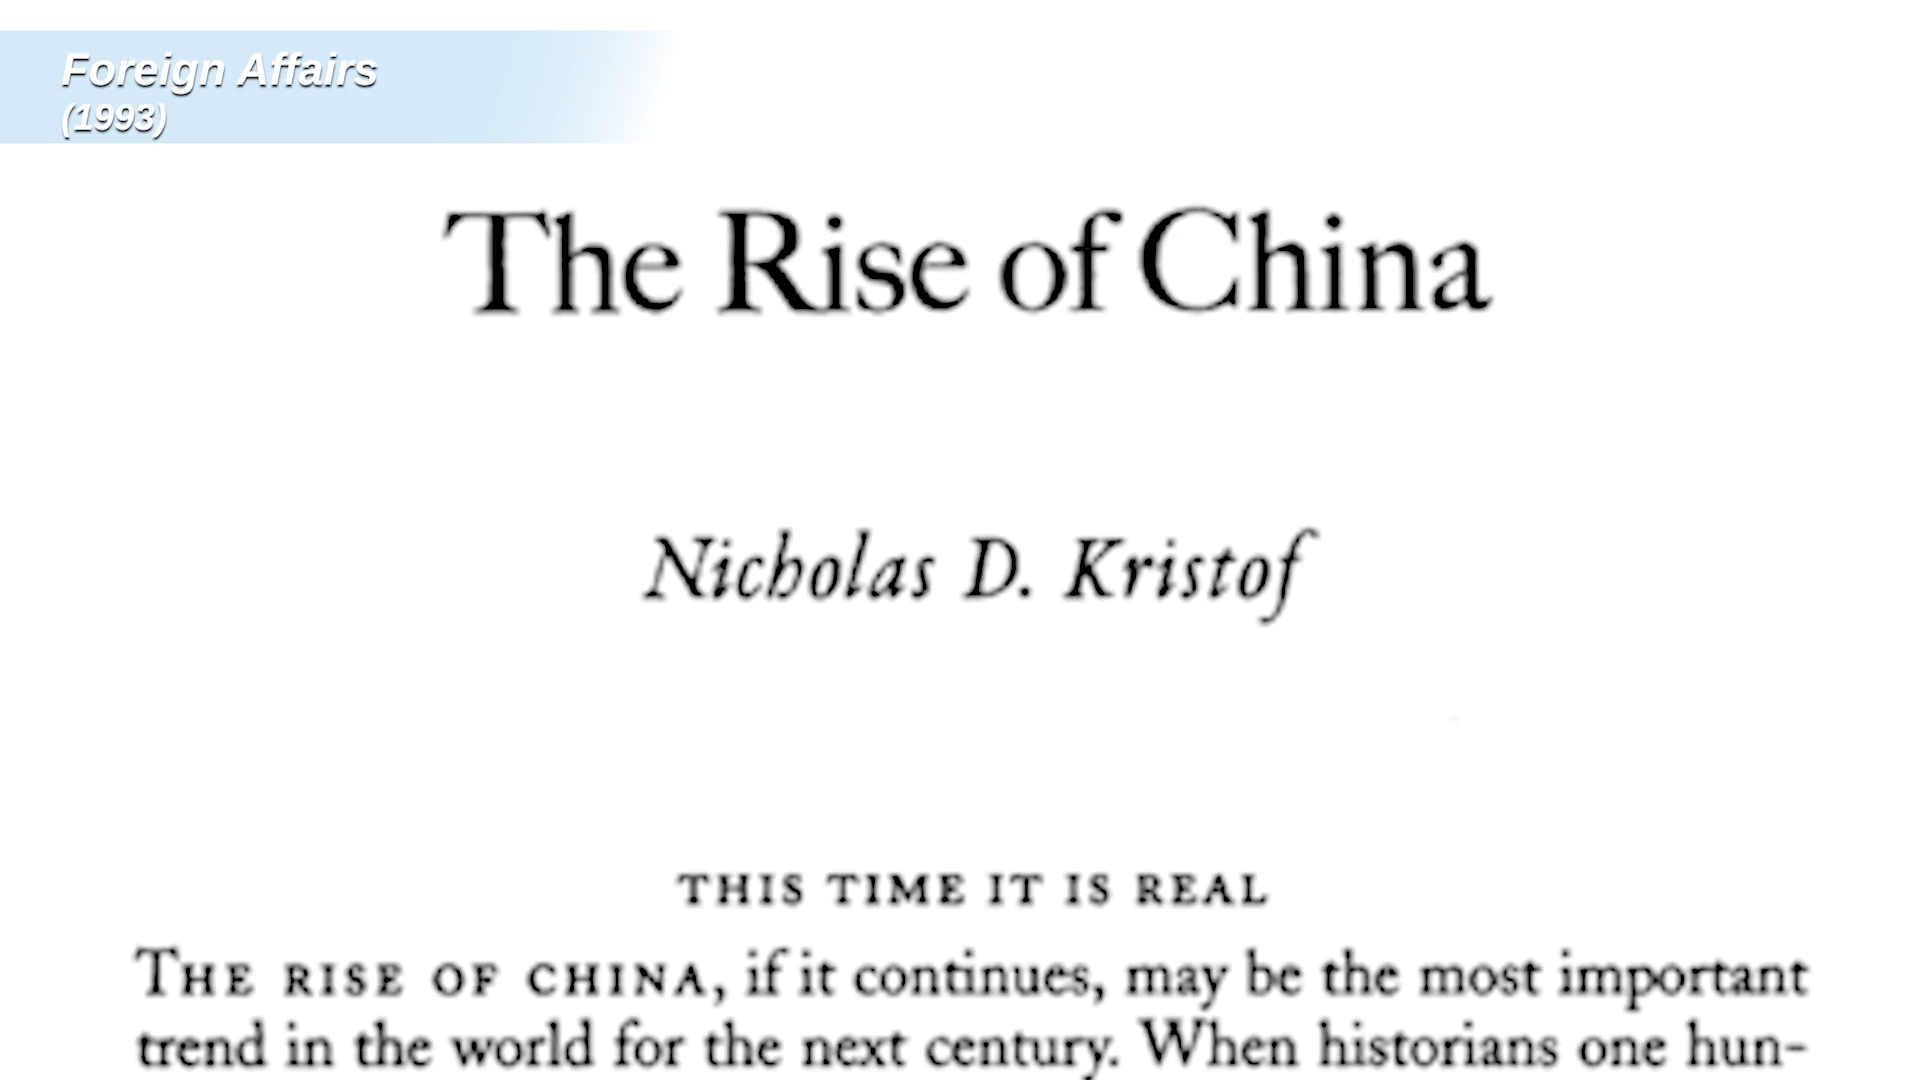 Foreign Affairs
(1993)
The Rise of China
Nicholas D. Kristof
THIS TIME IT IS REAL
THE RISE OF CHINA, if it continues, may be the most important
trend in the world for the next century. When historians one hun-